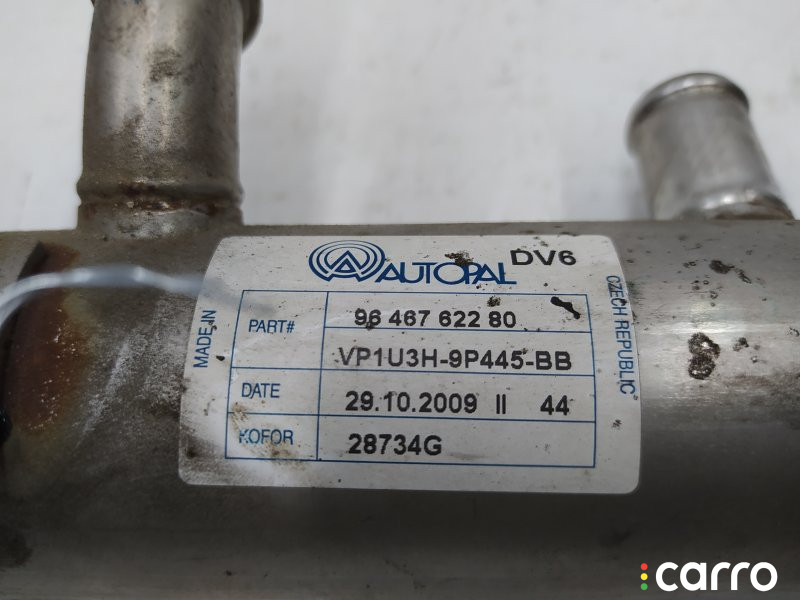 AUTOPAL DV6
MADE IN
CZECH REPUBLIC
PART# 96 467 622 80
VP1U3H-9P445-BB
DATE 29.10.2009 II 44
KOFOR 28734G
carro